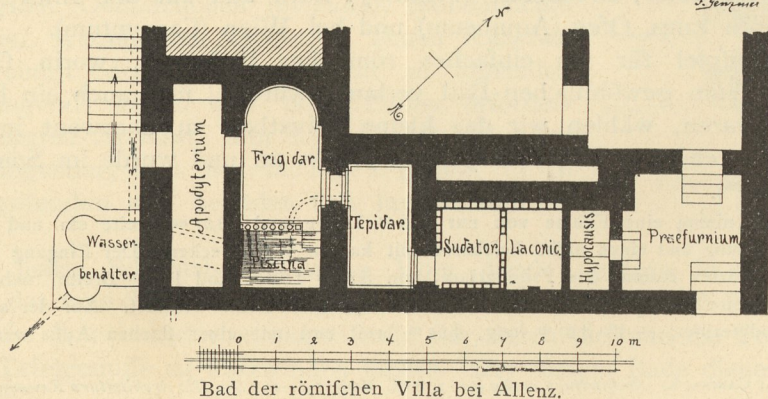 J. Genzmer
N
Apodyterium
Frigidar.
Tepidar.
Piscina
Wasser-
behälter.
Sudator.
Laconic.
Hypocausis
Praefurnium
1 0 1 2 3 4 5 6 7 8 9 10 m
Bad der römiſchen Villa bei Allenz.